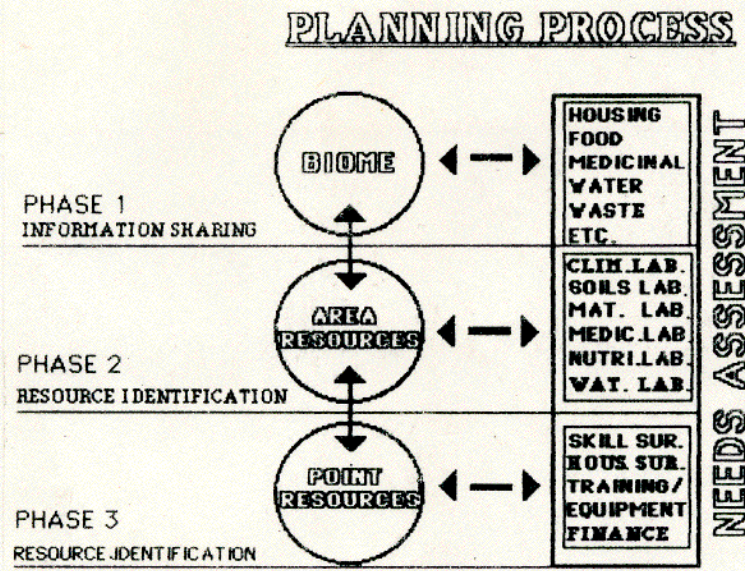 PLANNING PROCESS
BIOME
HOUSING
FOOD
MEDICINAL
WATER
WASTE
ETC.
PHASE 1
INFORMATION SHARING
AREA
RESOURCES
CLIM.LAB.
SOILS LAB.
MAT. LAB.
MEDIC.LAB.
NUTRI.LAB.
WAT. LAB.
PHASE 2
RESOURCE IDENTIFICATION
POINT
RESOURCES
SKILL SUR.
HOUS. SUR.
TRAINING/
EQUIPMENT
FINANCE
PHASE 3
RESOURCE IDENTIFICATION
NEEDS ASSESSMENT